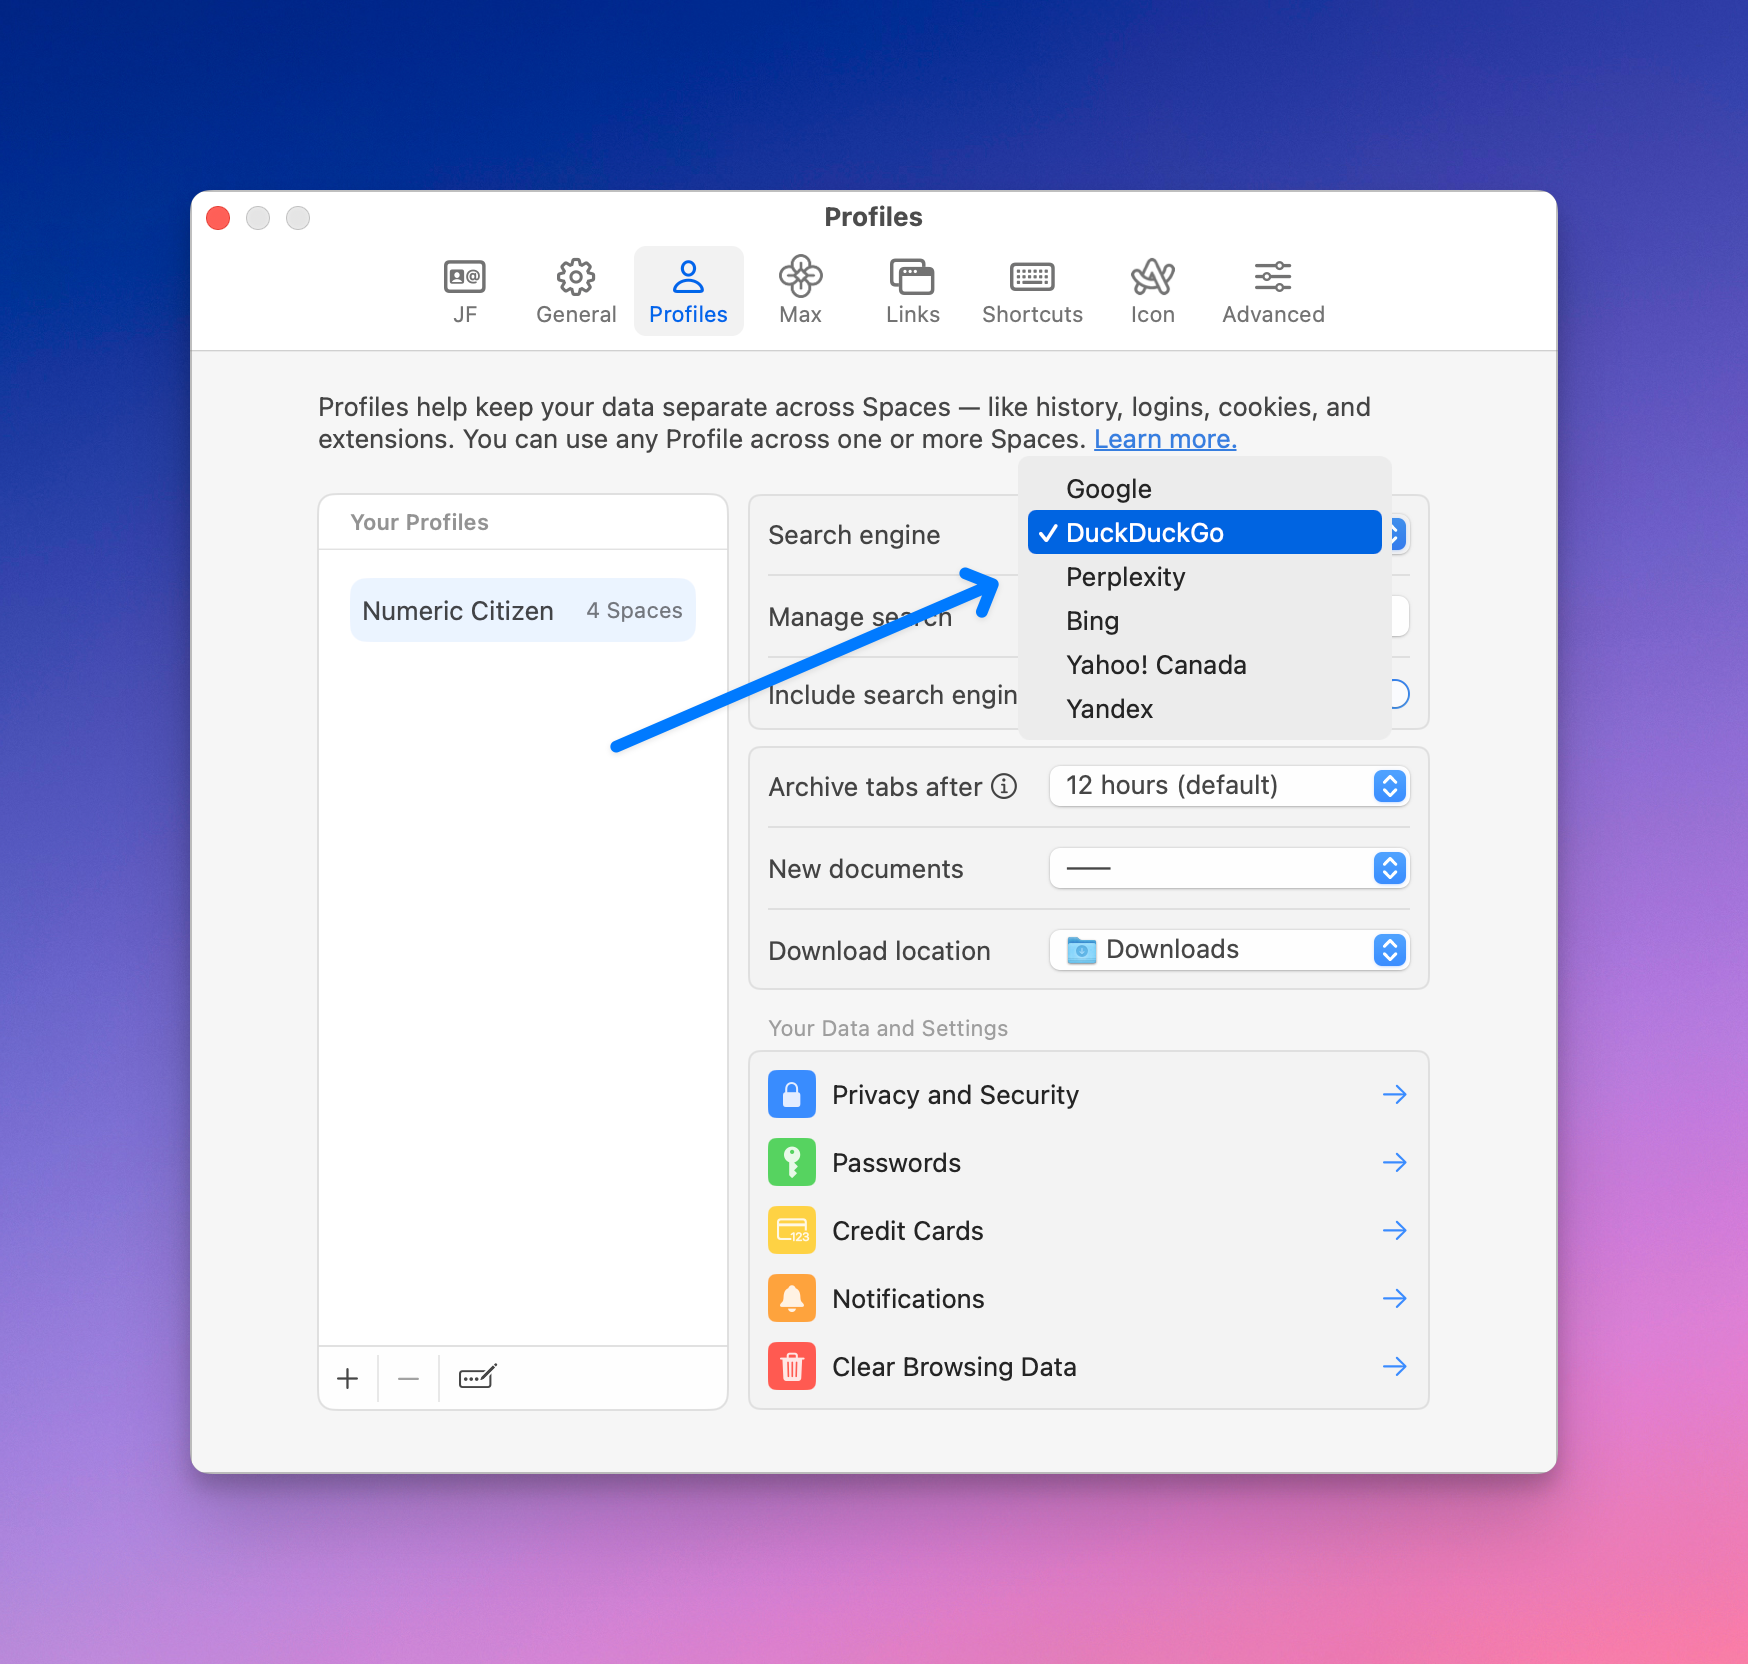 Profiles
JF
General
Profiles
Max
Links
Shortcuts
Icon
Advanced
Profiles help keep your data separate across Spaces — like history, logins, cookies, and
extensions. You can use any Profile across one or more Spaces. Learn more.
Your Profiles
Numeric Citizen 4 Spaces
Search engine
Manage search
Include search engin
Google
✓ DuckDuckGo
Perplexity
Bing
Yahoo! Canada
Yandex
Archive tabs after 12 hours (default)
New documents
Download location Downloads
Your Data and Settings
Privacy and Security
Passwords
123
Credit Cards
Notifications
Clear Browsing Data